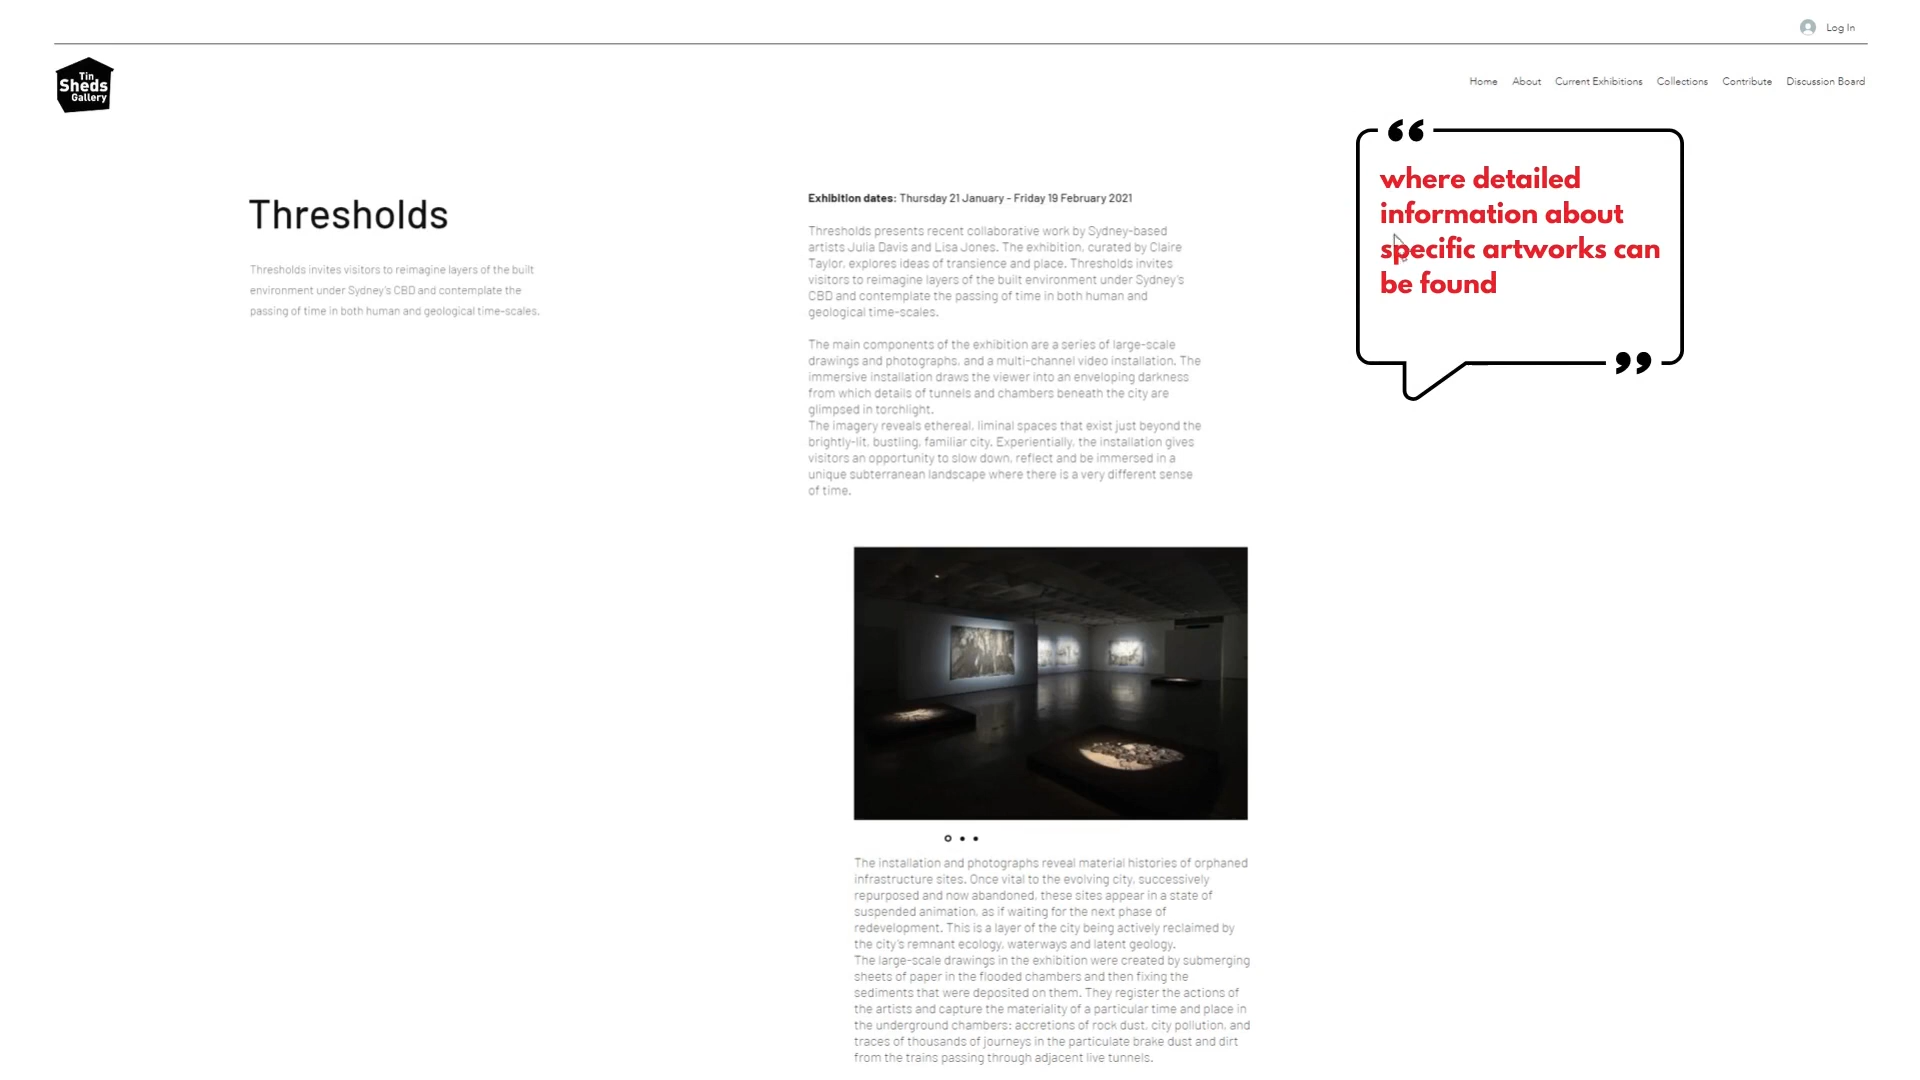 Log In
Tin
Sheds
Gallery
Home About Current Exhibitions Collections Contribute Discussion Board
“
where detailed
information about
specific artworks can
be found
”
Thresholds
Thresholds invites visitors to reimagine layers of the built
environment under Sydney's CBD and contemplate the
passing of time in both human and geological time-scales.
Exhibition dates: Thursday 21 January - Friday 19 February 2021
Thresholds presents recent collaborative work by Sydney-based
artists Julia Davis and Lisa Jones. The exhibition, curated by Claire
Taylor, explores ideas of transience and place. Thresholds invites
visitors to reimagine layers of the built environment under Sydney's
CBD and contemplate the passing of time in both human and
geological time-scales.
The main components of the exhibition are a series of large-scale
drawings and photographs, and a multi-channel video installation. The
immersive installation draws the viewer into an enveloping darkness
from which details of tunnels and chambers beneath the city are
glimpsed in torchlight.
The imagery reveals ethereal, liminal spaces that exist just beyond the
brightly-lit, bustling, familiar city. Experientially, the installation gives
visitors an opportunity to slow down, reflect and be immersed in a
unique subterranean landscape where there is a very different sense
of time.
The installation and photographs reveal material histories of orphaned
infrastructure sites. Once vital to the evolving city, successively
repurposed and now abandoned, these sites appear in a state of
suspended animation, as if waiting for the next phase of
redevelopment. This is a layer of the city being actively reclaimed by
the city's remnant ecology, waterways and latent geology.
The large-scale drawings in the exhibition were created by submerging
sheets of paper in the flooded chambers and then fixing the
sediments that were deposited on them. They register the actions of
the artists and capture the materiality of a particular time and place in
the underground chambers: accretions of rock dust, city pollution, and
traces of thousands of journeys in the particulate brake dust and dirt
from the trains passing through adjacent live tunnels.